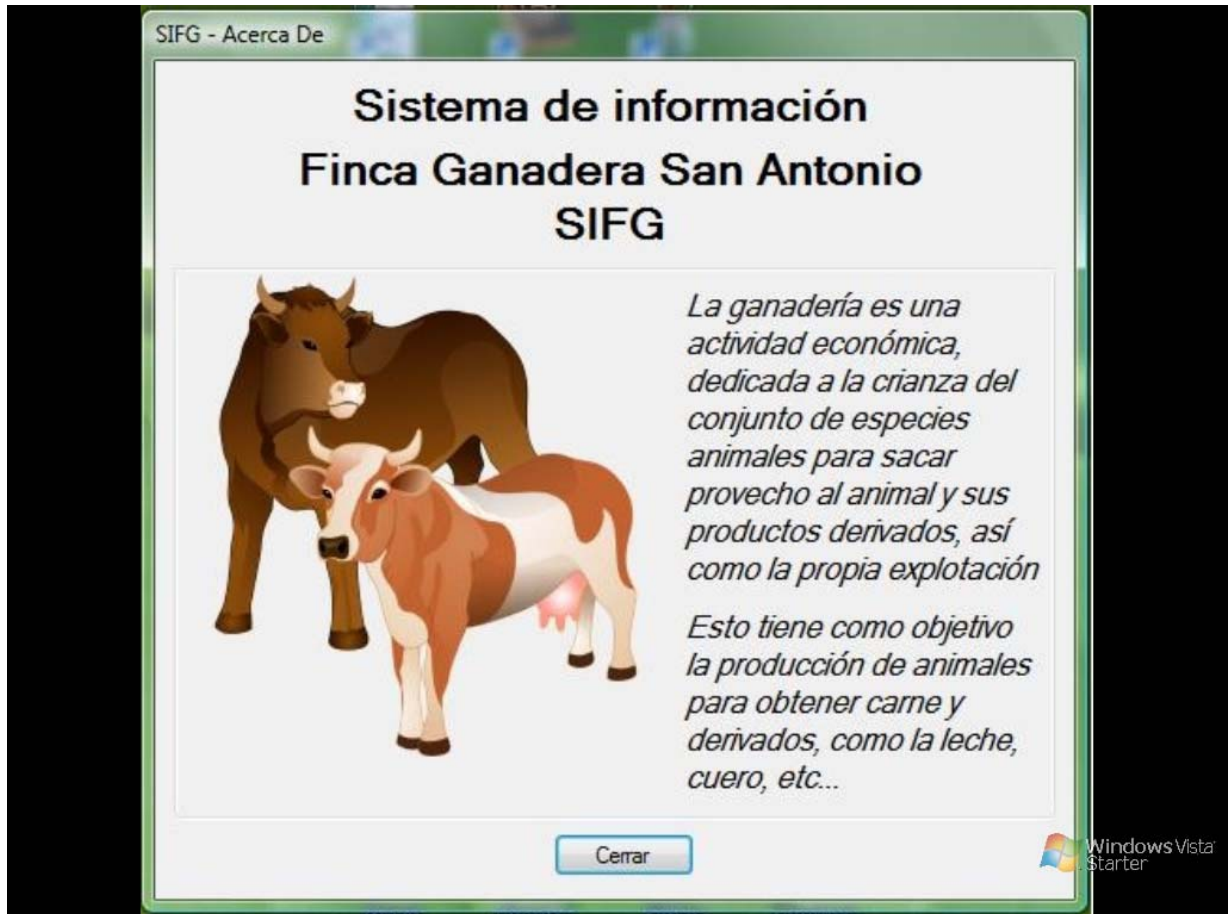 SIFG - Acerca De
Sistema de información
Finca Ganadera San Antonio
SIFG
La ganadería es una
actividad económica,
dedicada a la crianza del
conjunto de especies
animales para sacar
provecho al animal y sus
productos derivados, así
como la propia explotación
Esto tiene como objetivo
la producción de animales
para obtener carne y
derivados, como la leche,
cuero, etc...
Cerrar
Windows Vista
Starter